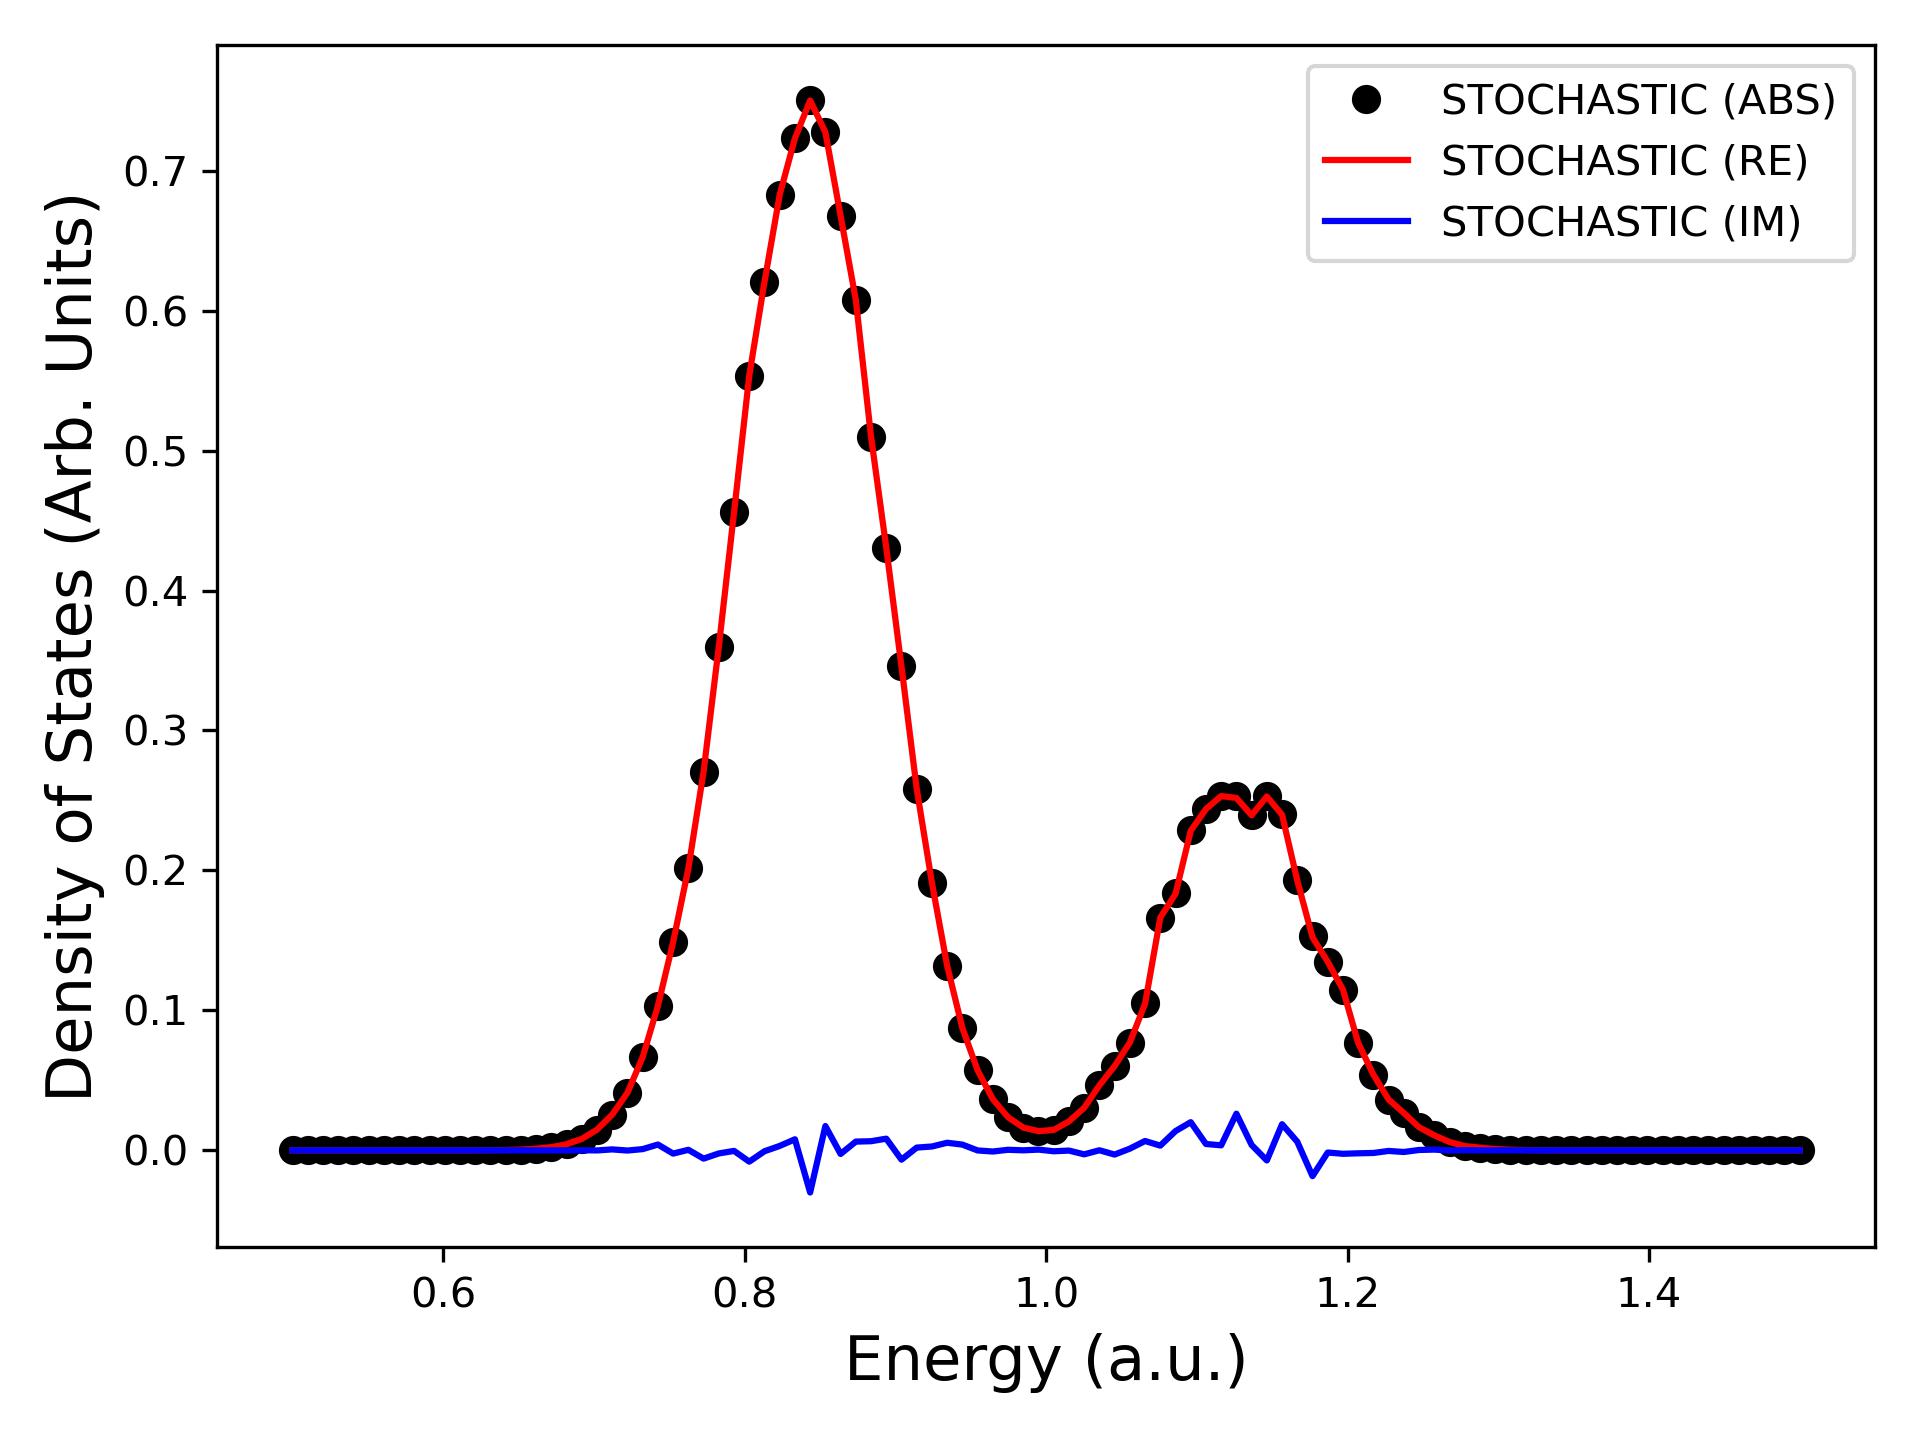 STOCHASTIC (ABS)
STOCHASTIC (RE)
STOCHASTIC (IM)
Density of States (Arb. Units)
0.7
0.6
0.5
0.4
0.3
0.2
0.1
0.0
0.6 0.8 1.0 1.2 1.4
Energy (a.u.)